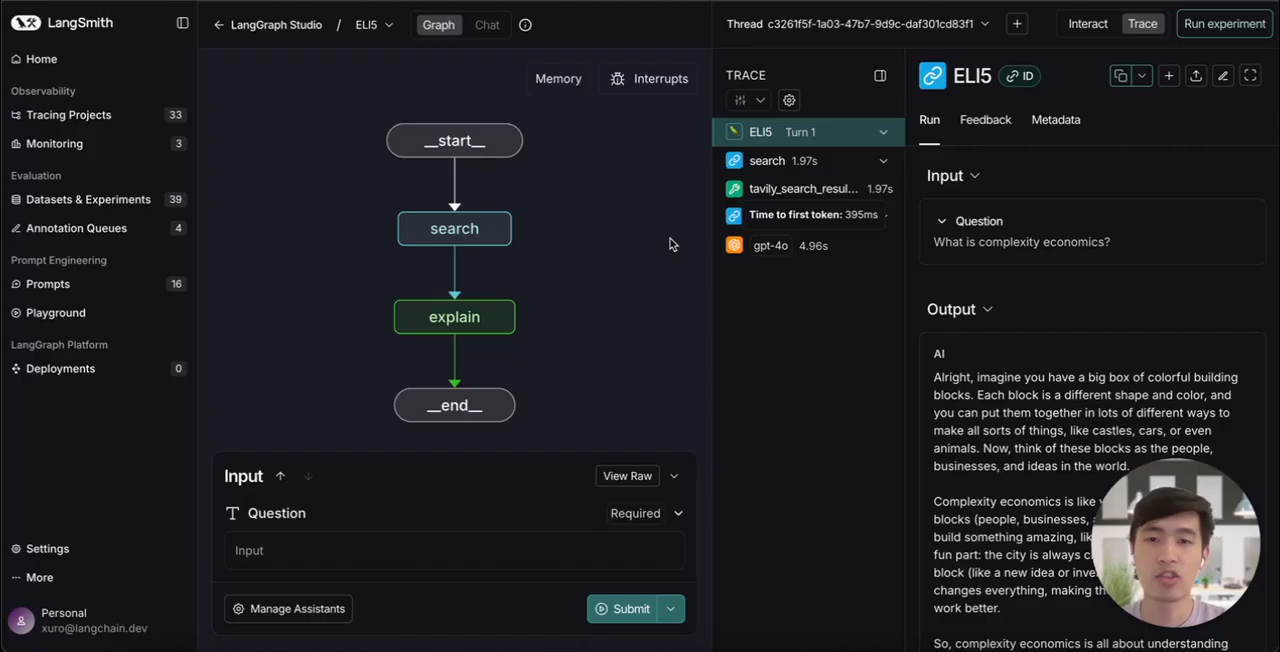 LangSmith
Home
Observability
Tracing Projects 33
Monitoring 3
Evaluation
Datasets & Experiments 39
Annotation Queues 4
Prompt Engineering
Prompts 16
Playground
LangGraph Platform
Deployments 0
Settings
More
Personal
xuro@langchain.dev
LangGraph Studio / ELI5
Graph Chat
Memory Interrupts
__start__
search
explain
__end__
Input View Raw
Question Required
Input
Manage Assistants Submit
Thread c3261f5f-1a03-47b7-9d9c-daf301cd83f1
Interact Trace Run experiment
TRACE
ELI5 Turn 1
search 1.97s
tavily_search_resul... 1.97s
Time to first token: 395ms
gpt-4o 4.96s
ELI5 ID
Run Feedback Metadata
Input
Question
What is complexity economics?
Output
AI
Alright, imagine you have a big box of colorful building
blocks. Each block is a different shape and color, and
you can put them together in lots of different ways to
make all sorts of things, like castles, cars, or even
animals. Now, think of these blocks as the people,
businesses, and ideas in the world.
Complexity economics is like
blocks (people, businesses,
build something amazing,
fun part: the city is always
block (like a new idea or
changes everything, making
work better.
So, complexity economics is all about understanding